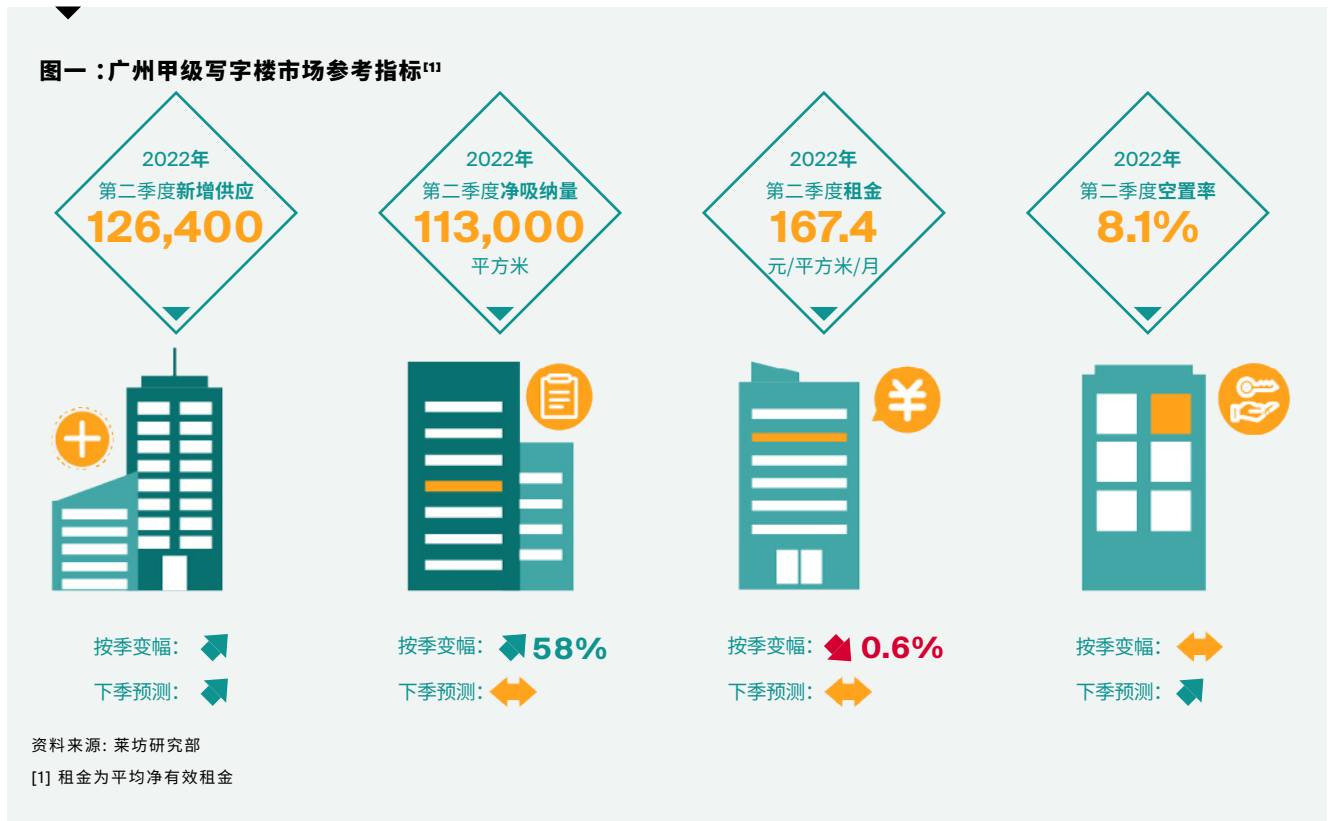 图一 :广州甲级写字楼市场参考指标[1]
2022年
第二季度新增供应
126,400
2022年
第二季度净吸纳量
113,000
平方米
2022年
第二季度租金
167.4
元/平方米/月
2022年
第二季度空置率
8.1%
¥
按季变幅:
下季预测:
按季变幅: 58%
下季预测:
按季变幅: 0.6%
下季预测:
按季变幅:
下季预测:
资料来源: 莱坊研究部
[1] 租金为平均净有效租金